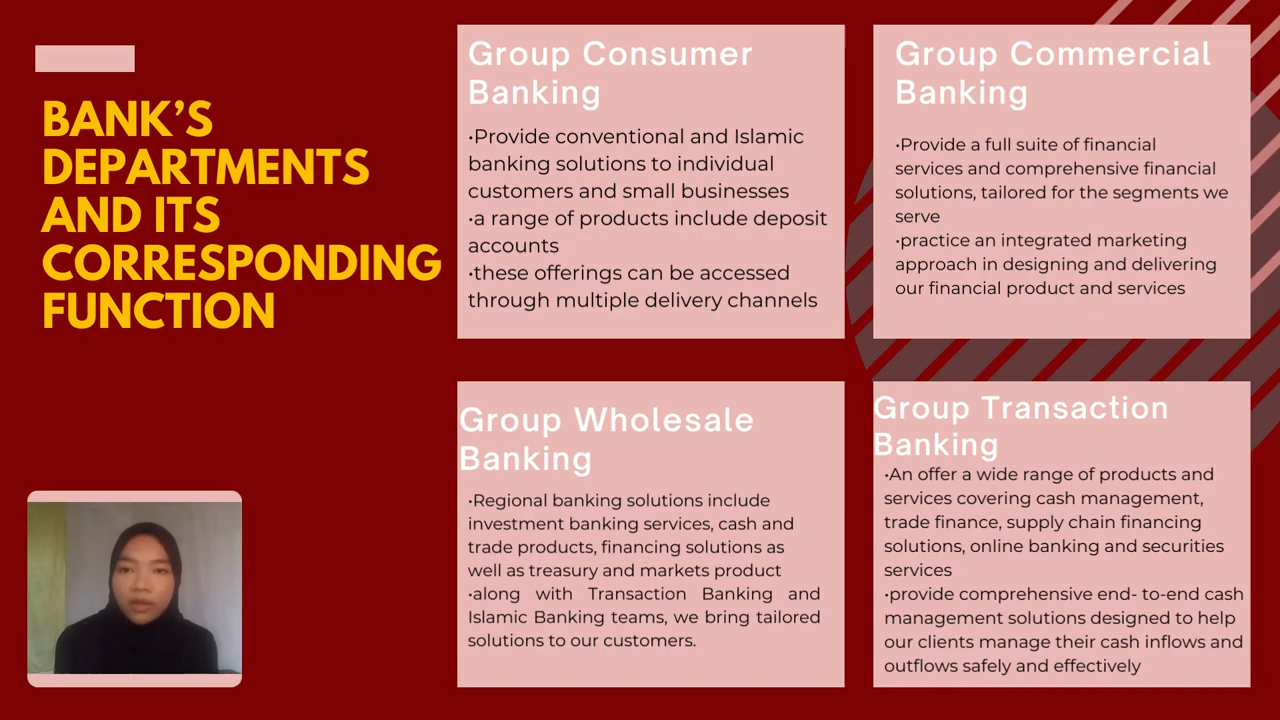 BANK'S
DEPARTMENTS
AND ITS
CORRESPONDING
FUNCTION
Group Consumer
Banking
•Provide conventional and Islamic
banking solutions to individual
customers and small businesses
•a range of products include deposit
accounts
•these offerings can be accessed
through multiple delivery channels
Group Commercial
Banking
•Provide a full suite of financial
services and comprehensive financial
solutions, tailored for the segments we
serve
•practice an integrated marketing
approach in designing and delivering
our financial product and services
Group Wholesale
Banking
•Regional banking solutions include
investment banking services, cash and
trade products, financing solutions as
well as treasury and markets product
•along with Transaction Banking and
Islamic Banking teams, we bring tailored
solutions to our customers.
Group Transaction
Banking
•An offer a wide range of products and
services covering cash management,
trade finance, supply chain financing
solutions, online banking and securities
services
•provide comprehensive end- to-end cash
management solutions designed to help
our clients manage their cash inflows and
outflows safely and effectively